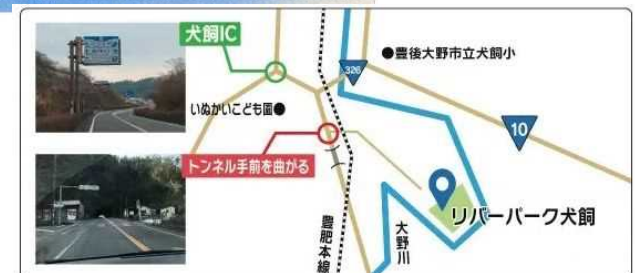 犬飼IC
326
●豊後大野市立犬飼小
いぬかいこども園●
10
トンネル手前を曲がる
リバーパーク犬飼
大野川
豊肥本線